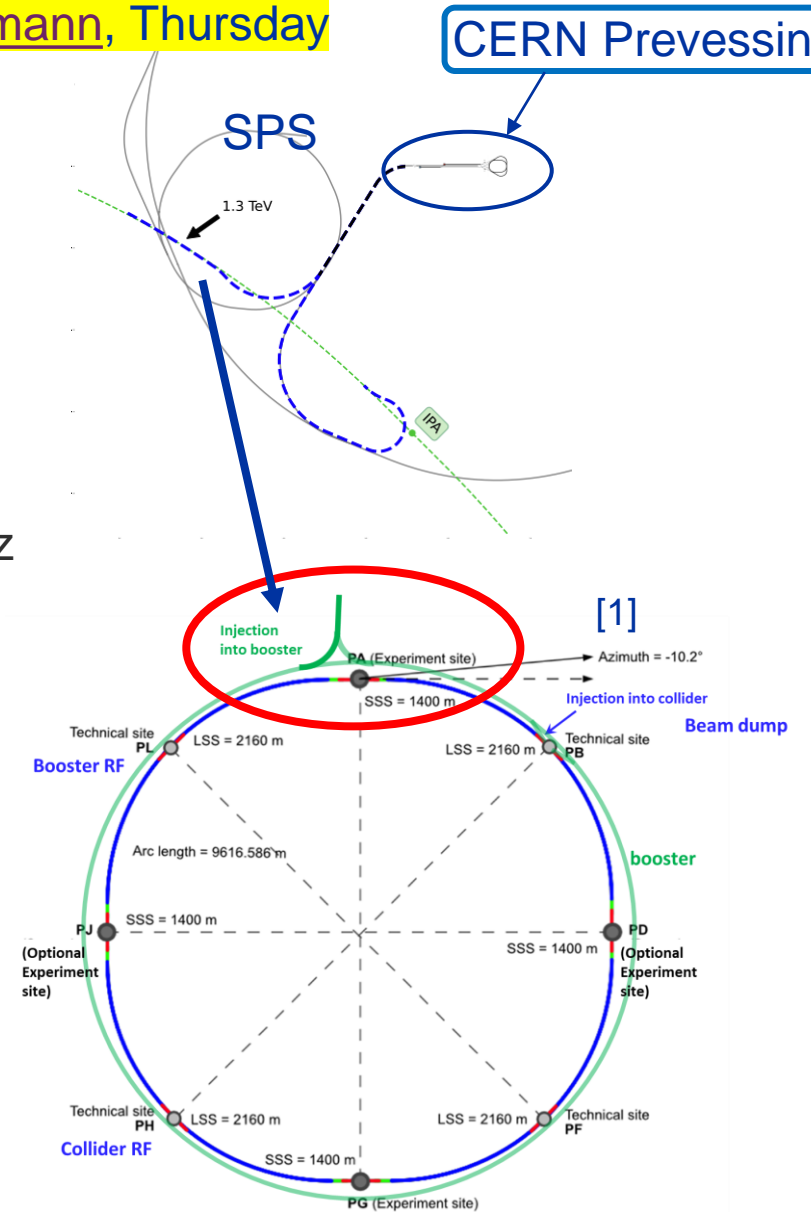 mann, Thursday
CERN Prevessin
SPS
1.3 TeV
IPA
z
[1]
Injection
into booster
PA (Experiment site)
Azimuth = -10.2°
SSS = 1400 m
Injection into collider
Beam dump
Technical site
PL
LSS = 2160 m
Booster RF
LSS = 2160 m
Technical site
PB
Arc length = 9616.586 m
booster
PJ
SSS = 1400 m
(Optional
Experiment
site)
PD
SSS = 1400 m
(Optional
Experiment
site)
Technical site
PH
LSS = 2160 m
Collider RF
LSS = 2160 m
Technical site
PF
SSS = 1400 m
PG (Experiment site)